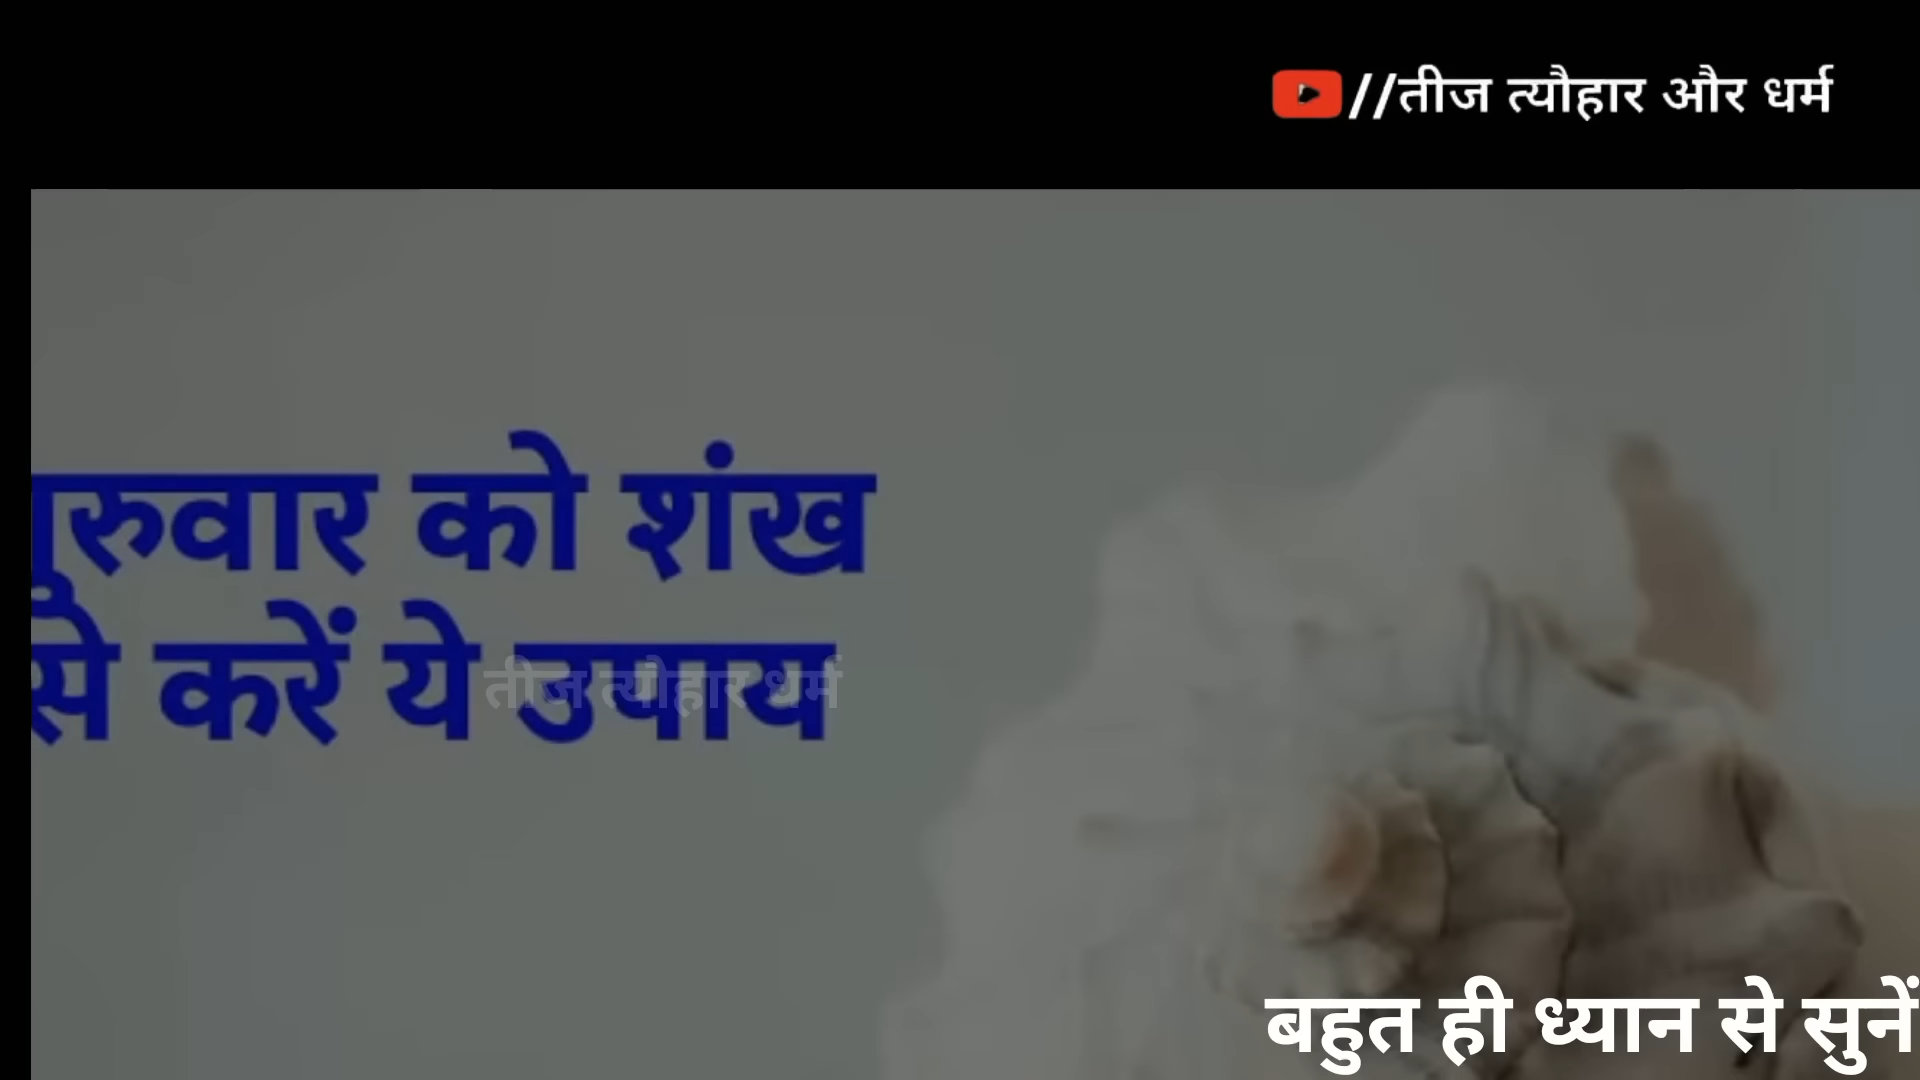 //तीज त्यौहार और धर्म
गुरुवार को शंख
से करें ये उपाय
तीज त्यौहार धर्म
बहुत ही ध्यान से सुनें